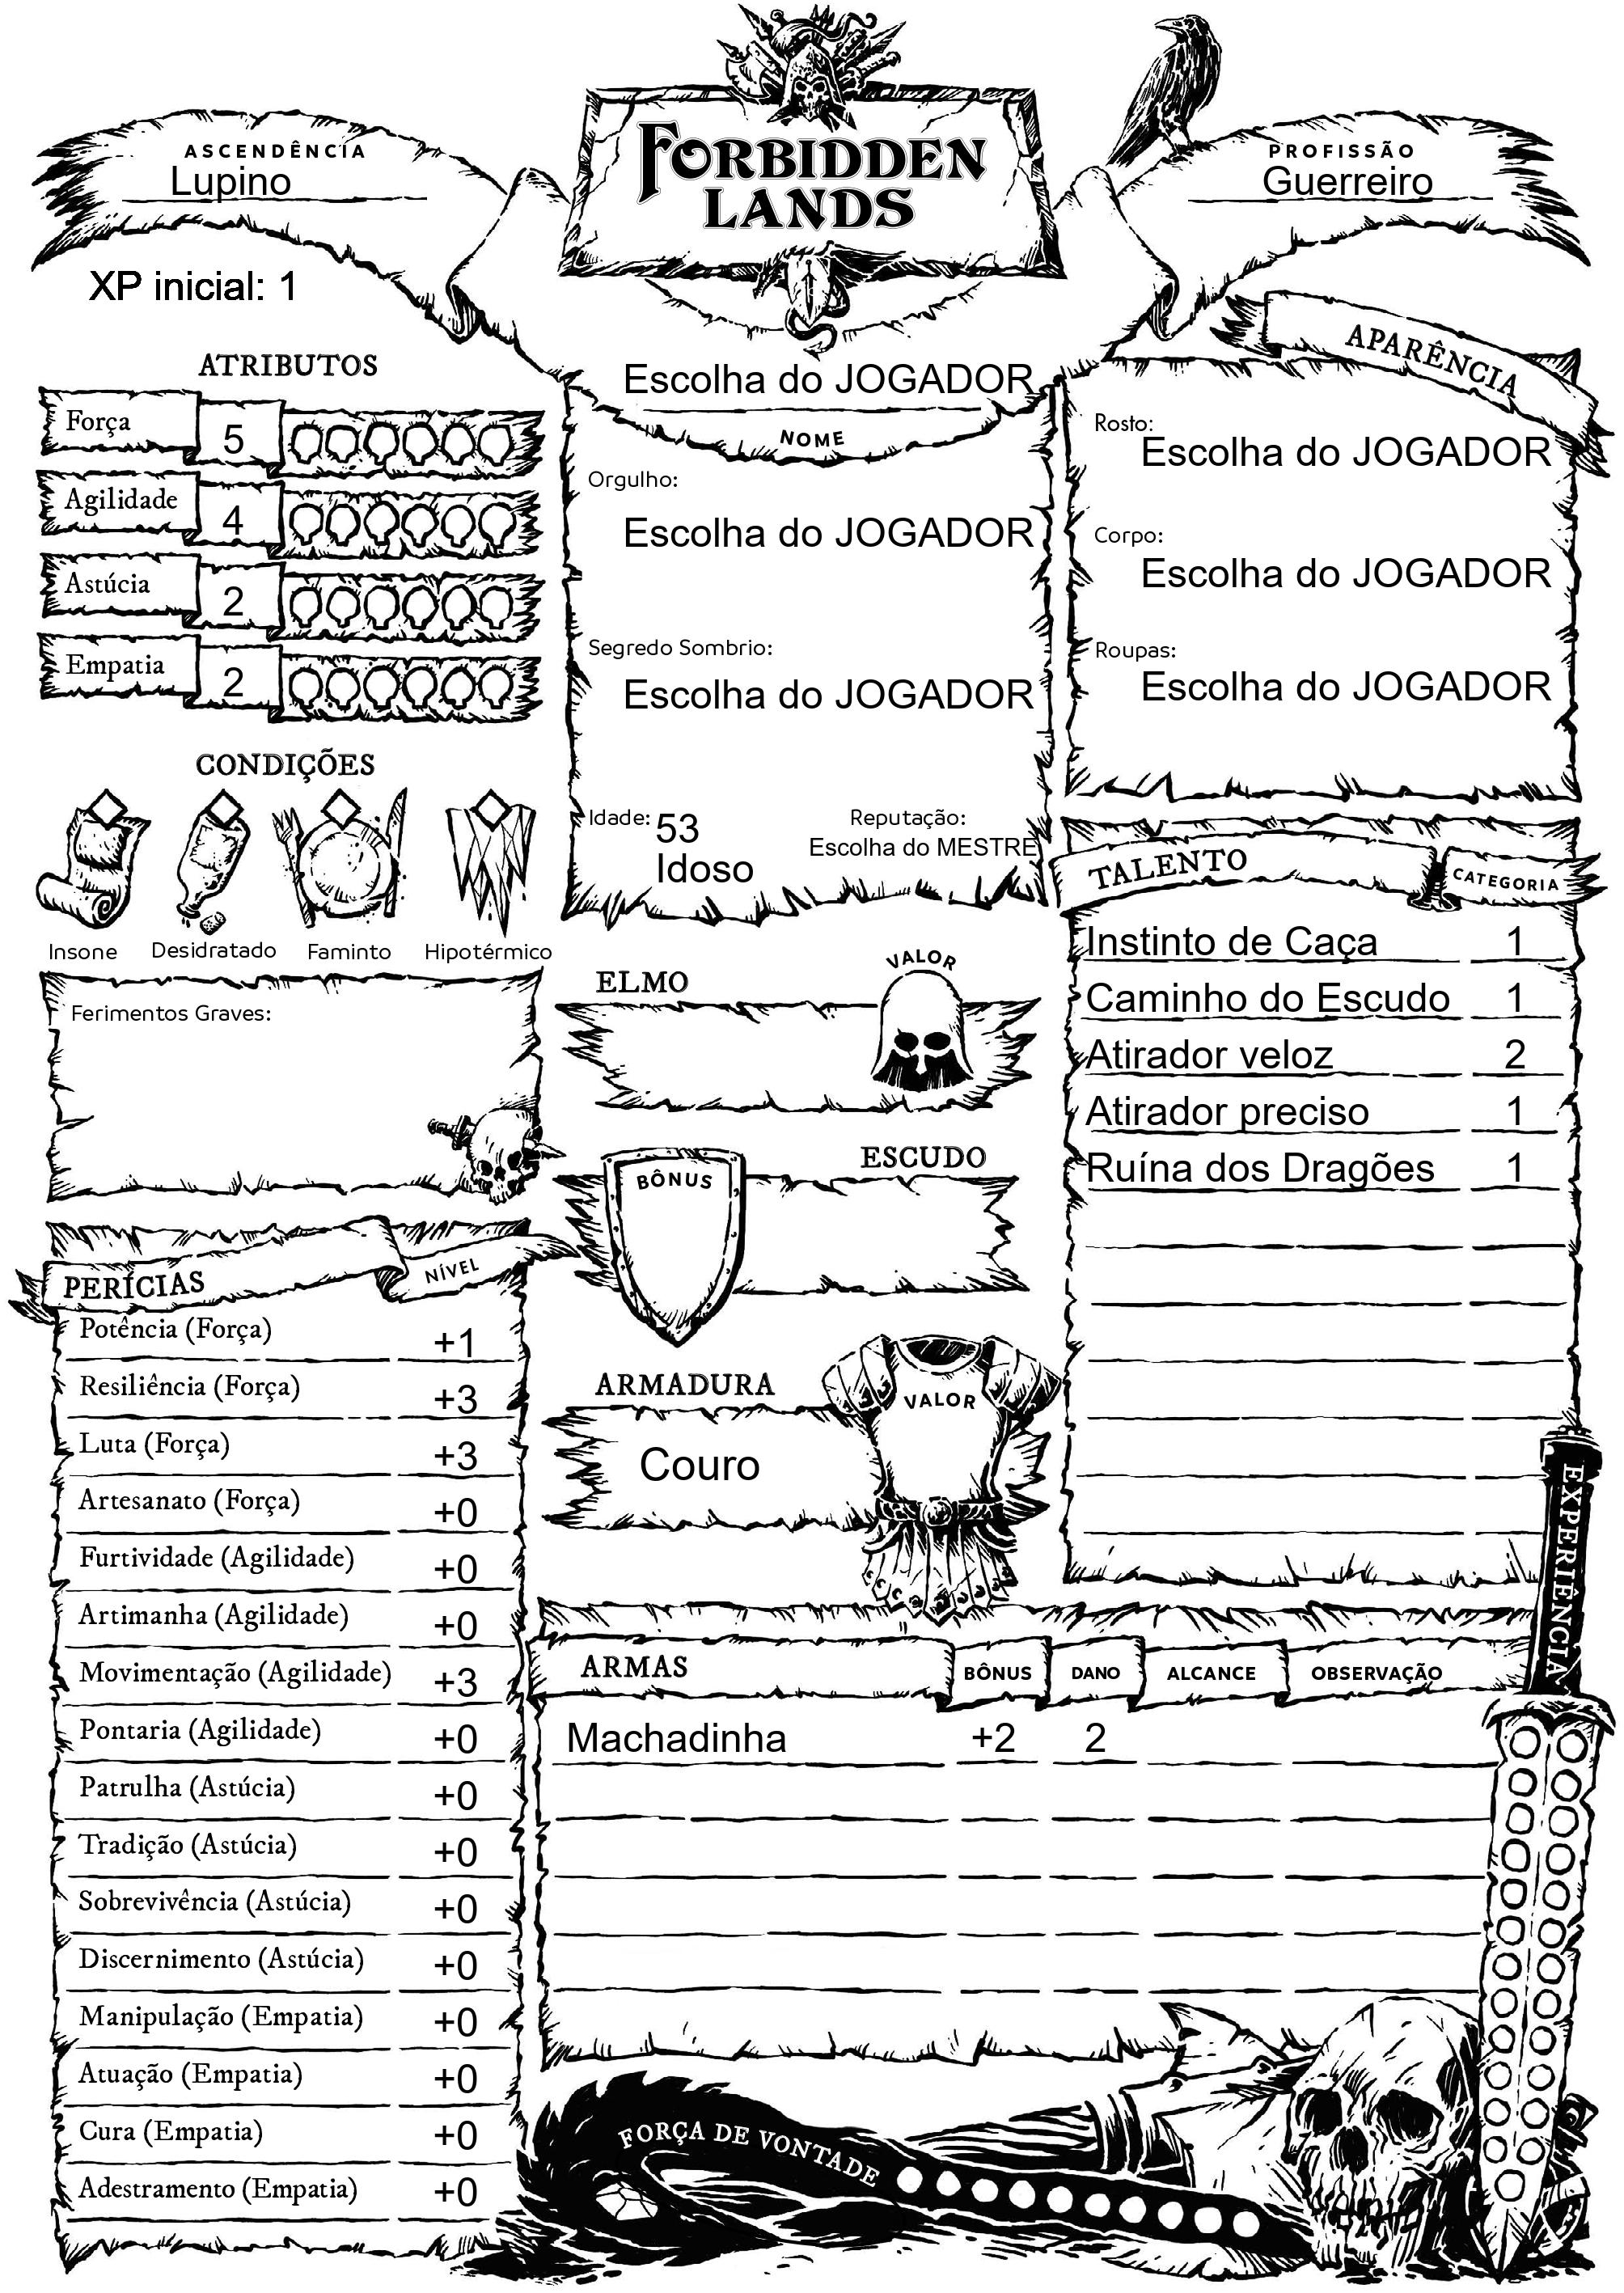 FORBIDDEN
LANDS
ASCENDÊNCIA
Lupino
PROFISSÃO
Guerreiro
XP inicial: 1
ATRIBUTOS
Força 5
Agilidade 4
Astúcia 2
Empatia 2
CONDIÇÕES
Insone Desidratado Faminto Hipotérmico
Ferimentos Graves:
PERÍCIAS NÍVEL
Potência (Força) +1
Resiliência (Força) +3
Luta (Força) +3
Artesanato (Força) +0
Furtividade (Agilidade) +0
Artimanha (Agilidade) +0
Movimentação (Agilidade) +3
Pontaria (Agilidade) +0
Patrulha (Astúcia) +0
Tradição (Astúcia) +0
Sobrevivência (Astúcia) +0
Discernimento (Astúcia) +0
Manipulação (Empatia) +0
Atuação (Empatia) +0
Cura (Empatia) +0
Adestramento (Empatia) +0
Escolha do JOGADOR
NOME
Orgulho:
Escolha do JOGADOR
Segredo Sombrio:
Escolha do JOGADOR
Idade: 53
Idoso
Reputação:
Escolha do MESTRE
ELMO VALOR
ESCUDO
BÔNUS
ARMADURA VALOR
Couro
APARÊNCIA
Rosto:
Escolha do JOGADOR
Corpo:
Escolha do JOGADOR
Roupas:
Escolha do JOGADOR
TALENTO CATEGORIA
Instinto de Caça 1
Caminho do Escudo 1
Atirador veloz 2
Atirador preciso 1
Ruína dos Dragões 1
EXPERIÊNCIA
ARMAS BÔNUS DANO ALCANCE OBSERVAÇÃO
Machadinha +2 2
FORÇA DE VONTADE